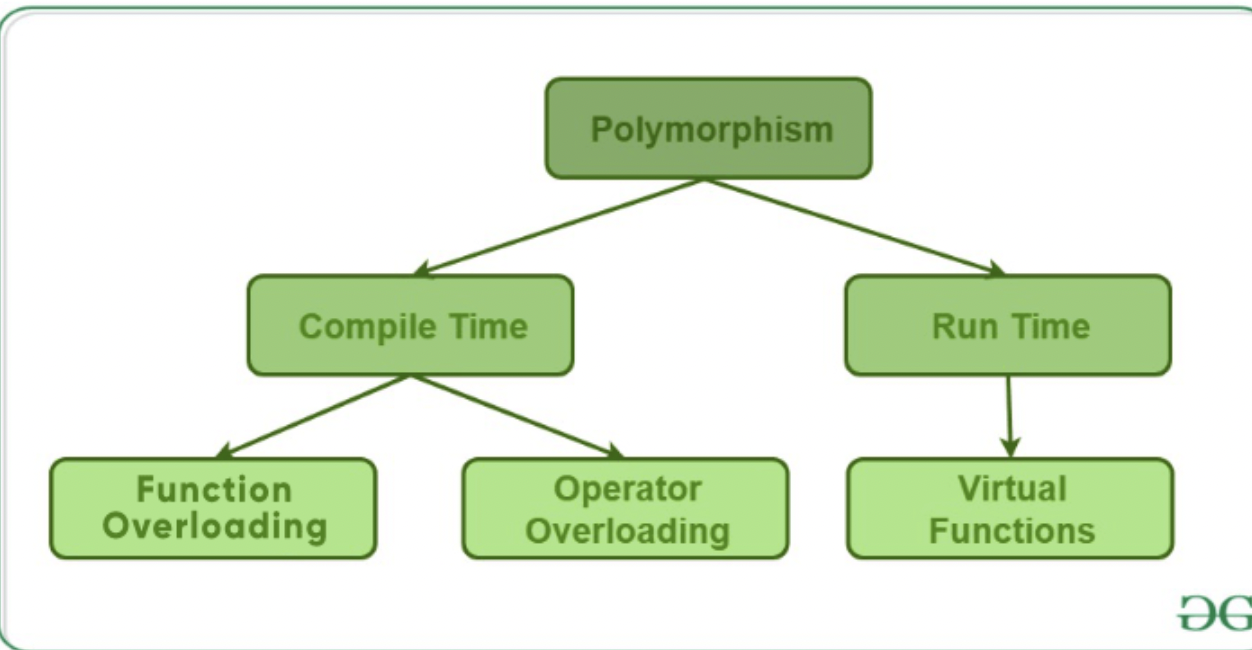 Polymorphism
Compile Time
Run Time
Function
Overloading
Operator
Overloading
Virtual
Functions